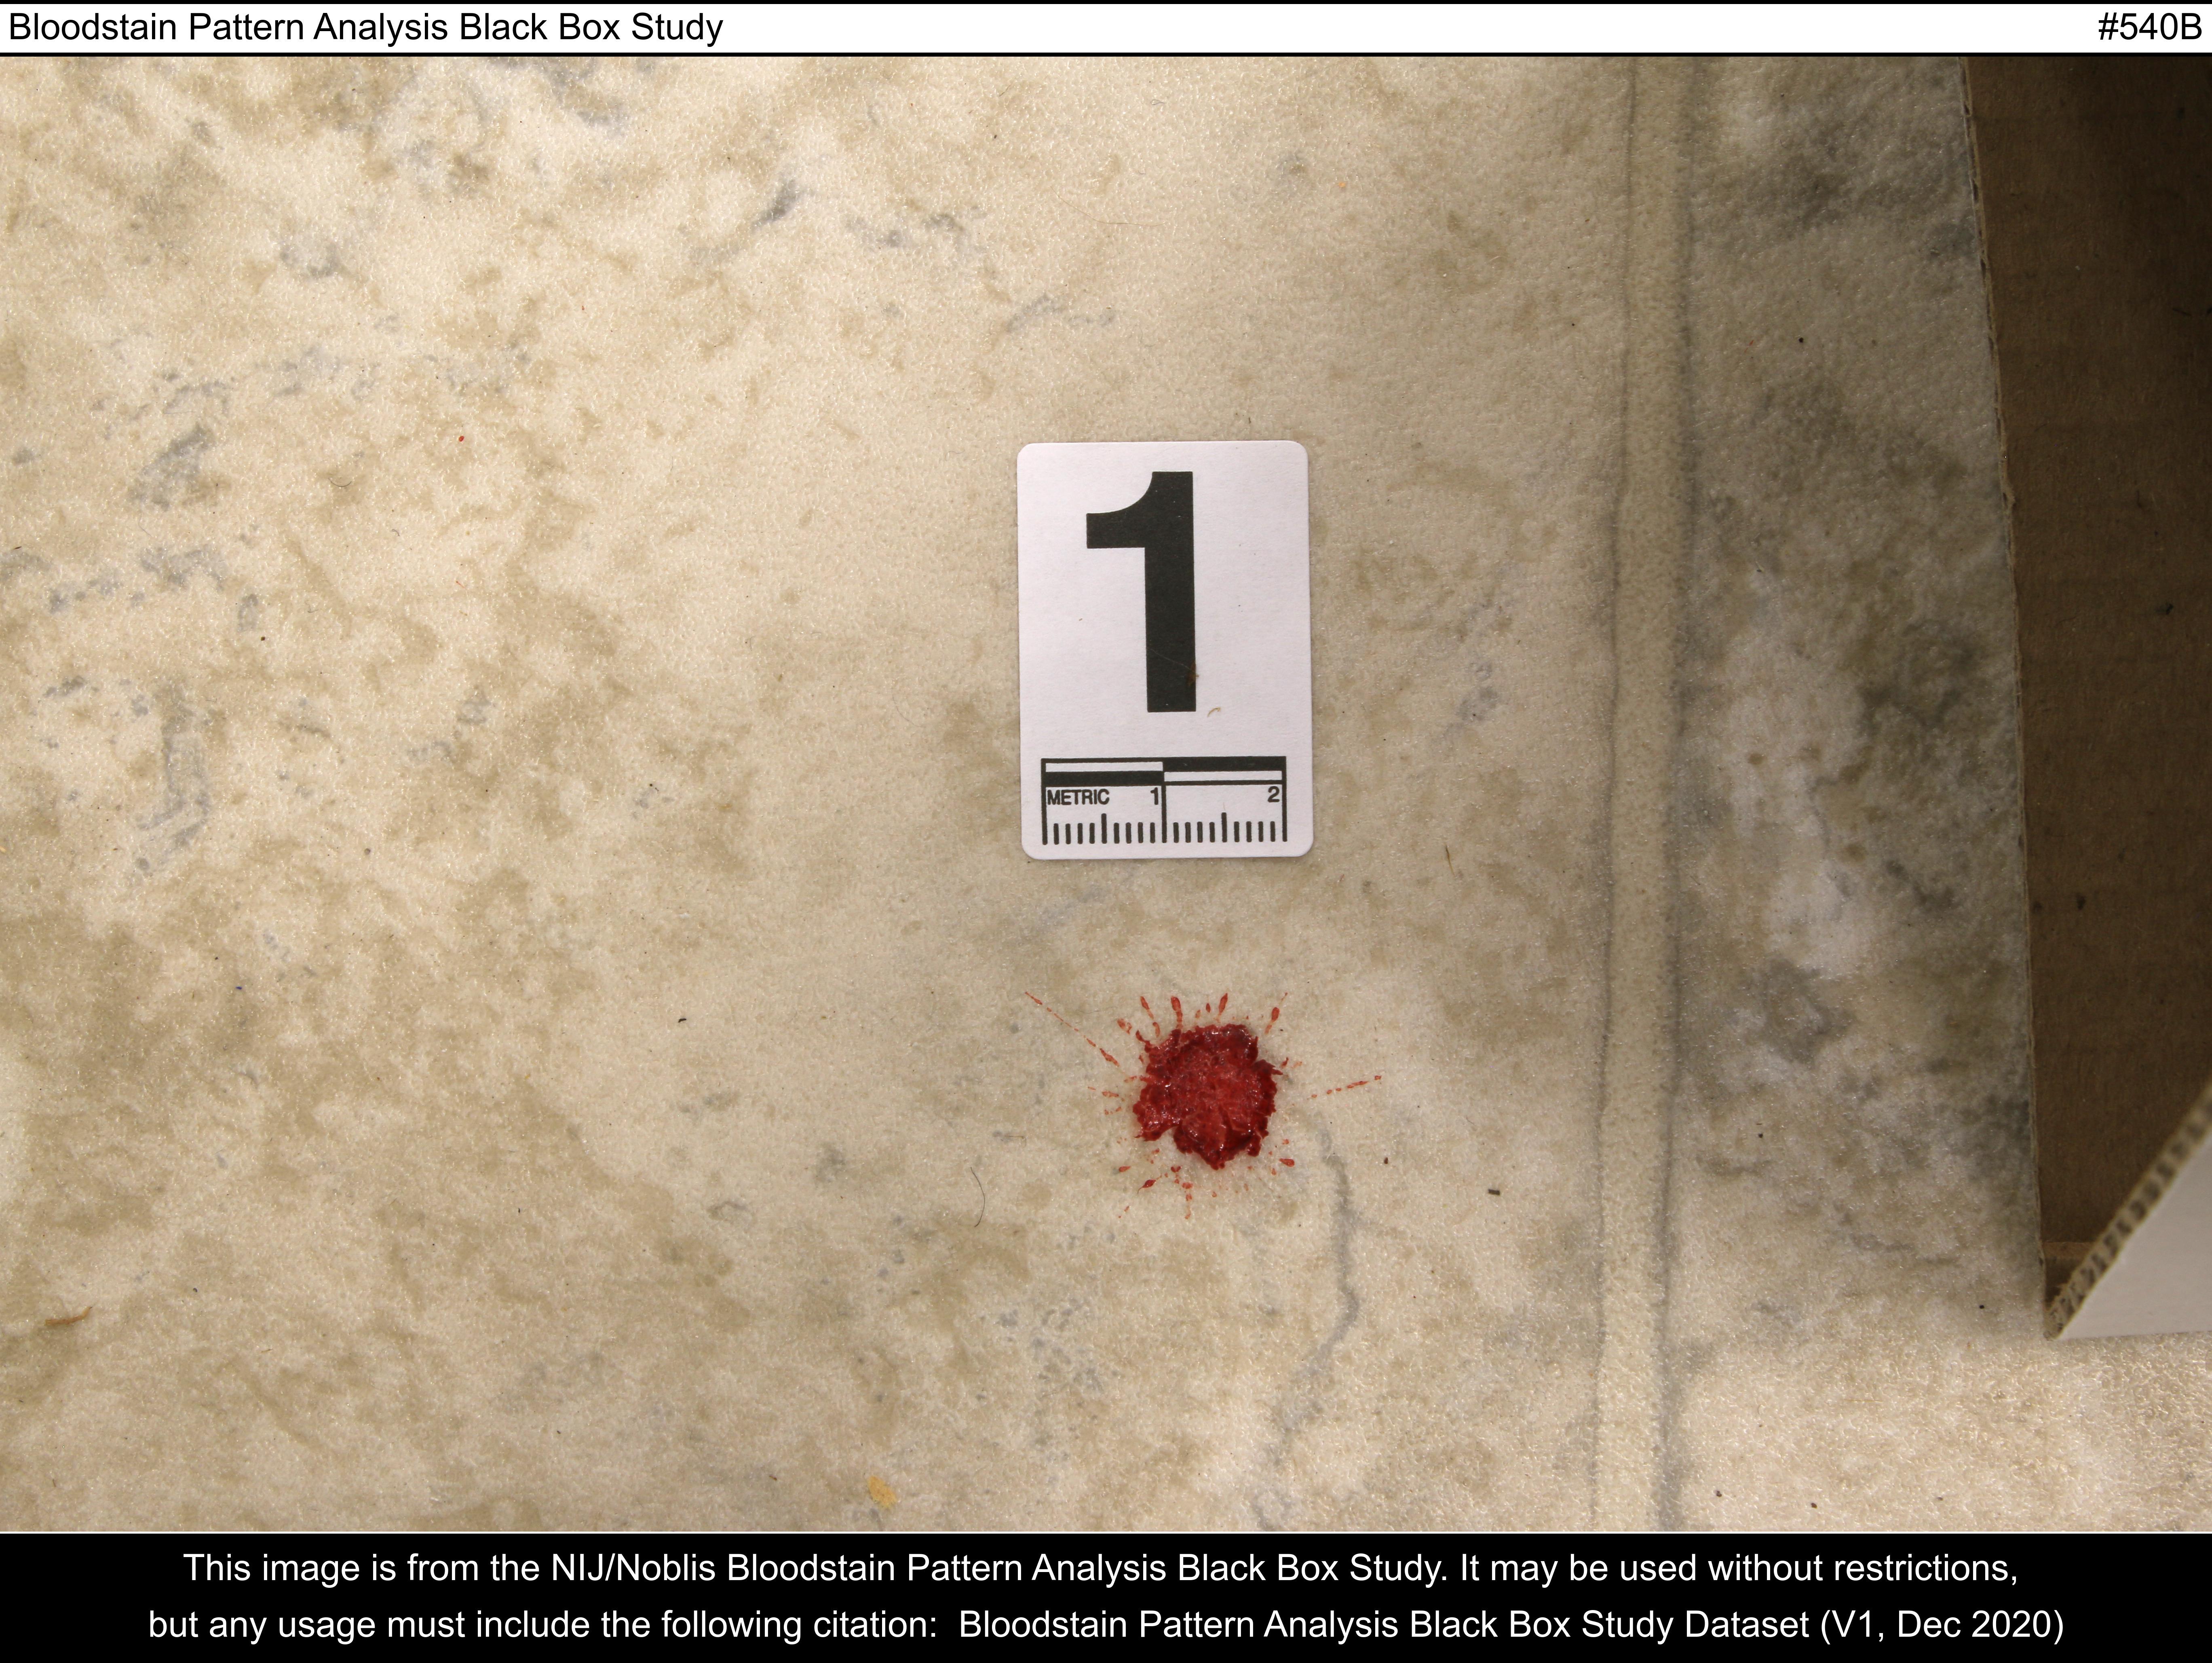 Bloodstain Pattern Analysis Black Box Study #540B
1
METRIC 1 2
This image is from the NIJ/Noblis Bloodstain Pattern Analysis Black Box Study. It may be used without restrictions,
but any usage must include the following citation: Bloodstain Pattern Analysis Black Box Study Dataset (V1, Dec 2020)